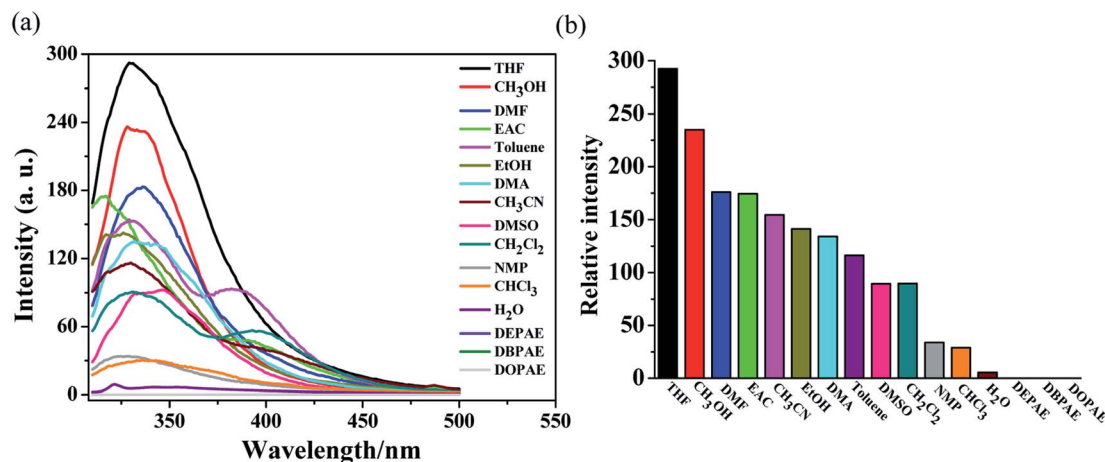 (a)
300
240
180
120
60
0
Intensity (a. u.)
350
400
450
500
Wavelength/nm
THF
CH₃OH
DMF
EAC
Toluene
EtOH
DMA
CH₃CN
DMSO
CH₂Cl₂
NMP
CHCl₃
H₂O
DEPAE
DBPAE
DOPAE
(b)
300
250
200
150
100
50
0
Relative intensity
THF
CH₃OH
DMF
EAC
CH₃CN
EtOH
DMA
Toluene
DMSO
CH₂Cl₂
NMP
CHCl₃
H₂O
DEPAE
DBPAE
DOPAE